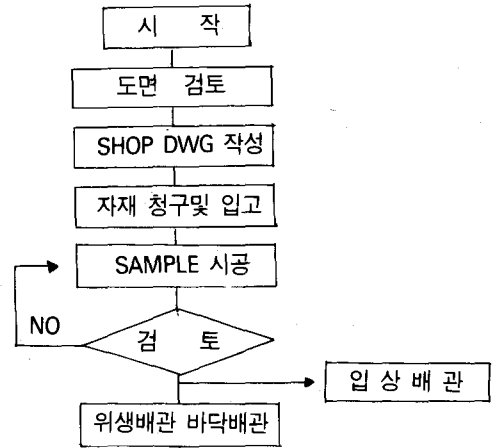 시 작
도면 검토
SHOP DWG 작성
자재 청구및 입고
SAMPLE 시공
NO
검 토
입 상 배 관
위생배관 바닥배관